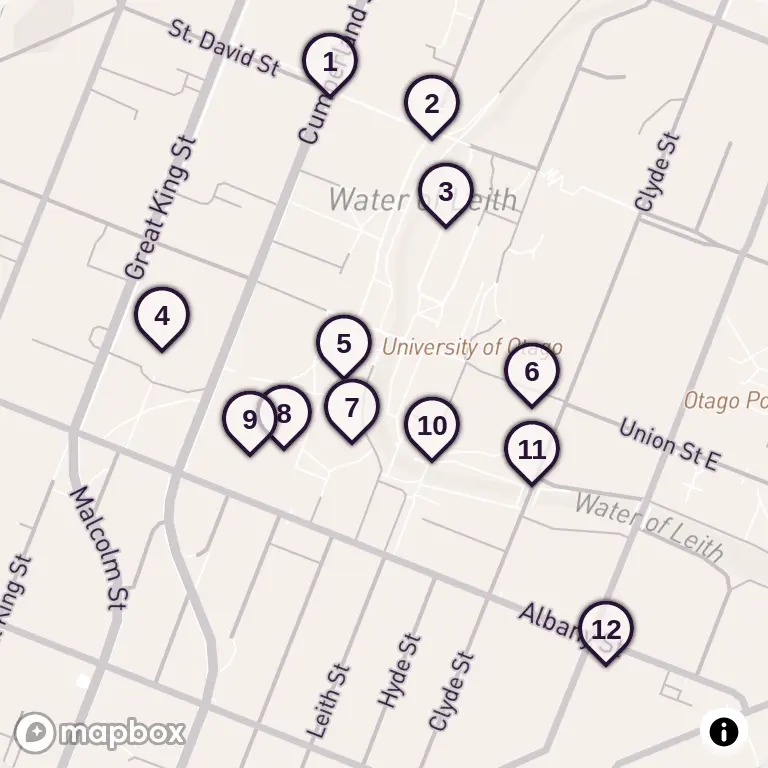 St. David St
Cumberland
1
2
Great King St
Clyde St
3
Water of Leith
4
5
University of Otago
6
Otago Po
7
8
9
10
11
Union St E
Malcolm St
Water of Leith
King St
Albany St
12
Leith St
Hyde St
Clyde St
mapbox
i